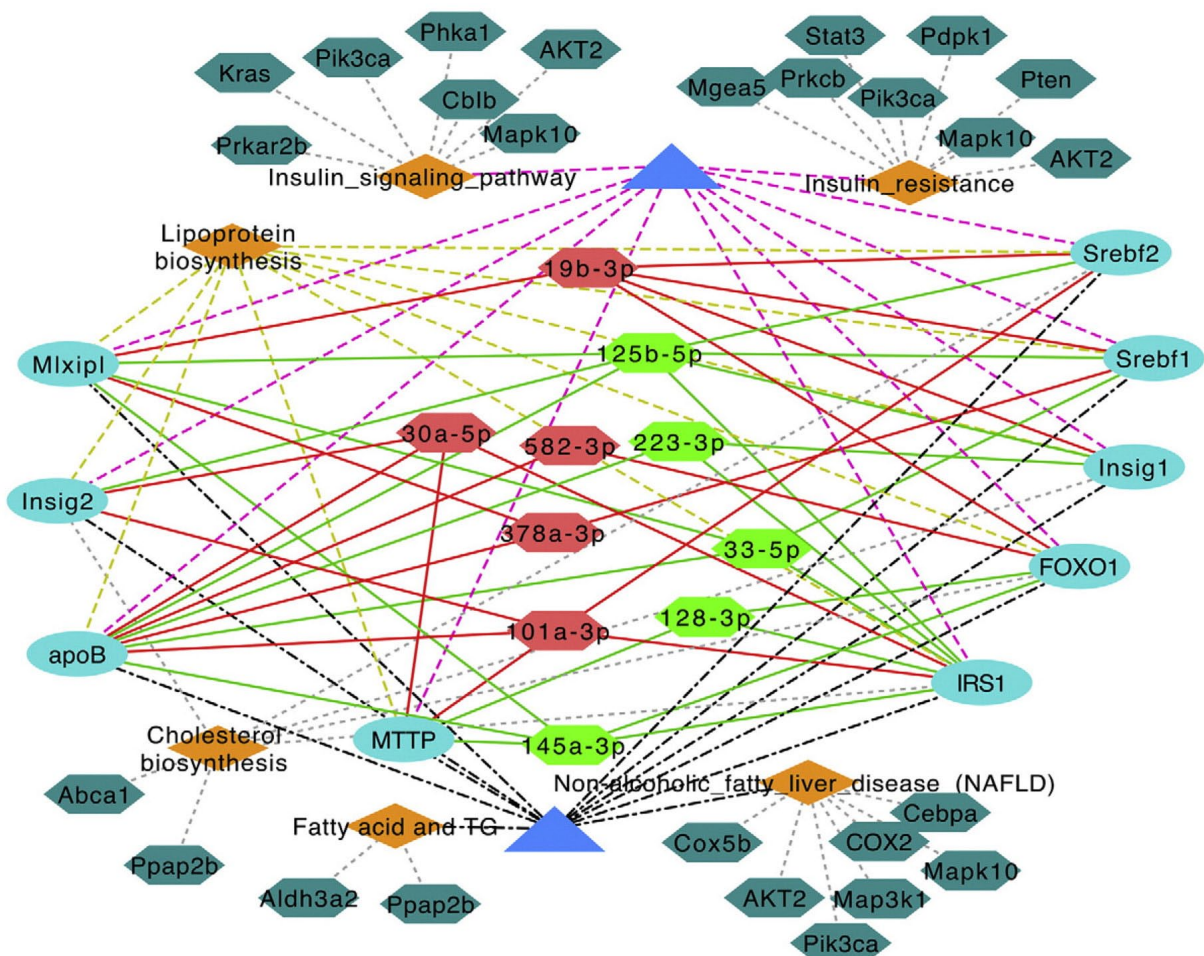 Phka1
Stat3
Pdpk1
Pik3ca
AKT2
Kras
Mgea5
Prkcb
Pten
Cblb
Pik3ca
Mapk10
Mapk10
Prkar2b
AKT2
Insulin_signaling_pathway
Insulin_resistance
Lipoprotein
biosynthesis
Srebf2
19b-3p
MIxipI
125b-5p
Srebf1
30a-5p
582-3p
223-3p
Insig1
Insig2
378a-3p
33-5p
FOXO1
101a-3p
128-3p
apoB
IRS1
Cholesterol
biosynthesis
MTTP
145a-3p
Non-alcoholic_fatty_liver_disease (NAFLD)
Abca1
Fatty acid and TG
Cebpa
Cox5b
COX2
Ppap2b
Mapk10
Aldh3a2
Ppap2b
AKT2
Map3k1
Pik3ca